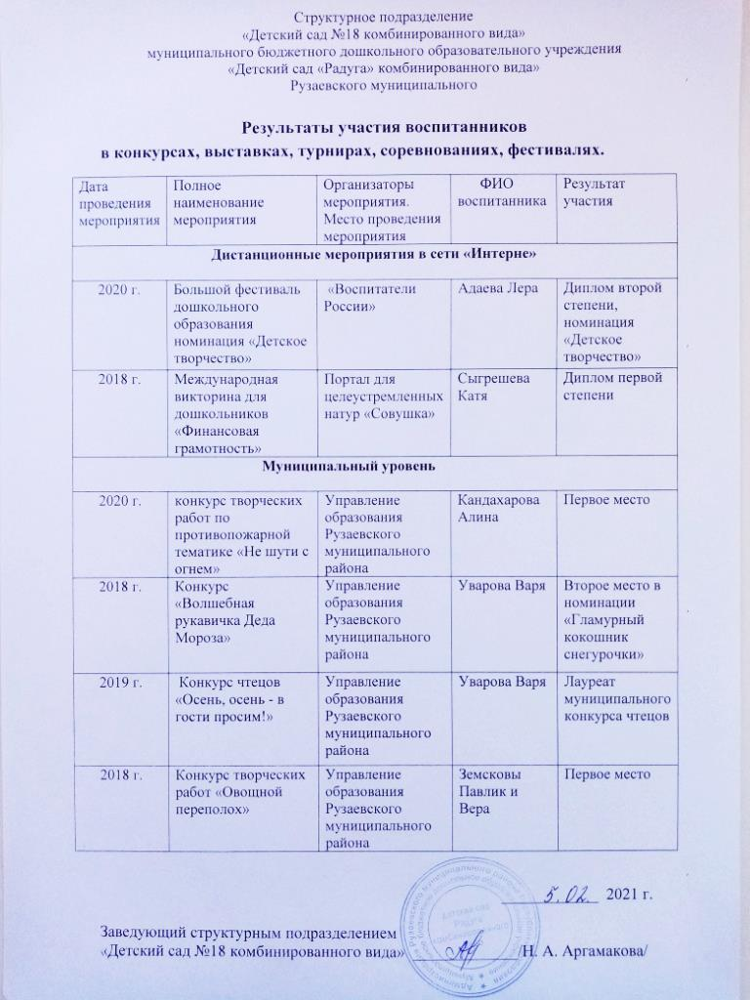 Структурное подразделение
«Детский сад №18 комбинированного вида»
муниципального бюджетного дошкольного образовательного учреждения
«Детский сад «Радуга» комбинированного вида»
Рузаевского муниципального
Результаты участия воспитанников
в конкурсах, выставках, турнирах, соревнованиях, фестивалях.
Дата
проведения
мероприятия
Полное
наименование
мероприятия
Организаторы
мероприятия.
Место проведения
мероприятия
ФИО
воспитанника
Результат
участия
Дистанционные мероприятия в сети «Интерне»
2020 г.
Большой фестиваль
дошкольного
образования
номинация «Детское
творчество»
«Воспитатели
России»
Адаева Лера
Диплом второй
степени,
номинация
«Детское
творчество»
2018 г.
Международная
викторина для
дошкольников
«Финансовая
грамотность»
Портал для
целеустремленных
натур «Совушка»
Сыгрешева
Катя
Диплом первой
степени
Муниципальный уровень
2020 г.
конкурс творческих
работ по
противопожарной
тематике «Не шути с
огнем»
Управление
образования
Рузаевского
муниципального
района
Кандахарова
Алина
Первое место
2018 г.
Конкурс
«Волшебная
рукавичка Деда
Мороза»
Управление
образования
Рузаевского
муниципального
района
Уварова Варя
Второе место в
номинации
«Гламурный
кокошник
снегурочки»
2019 г.
Конкурс чтецов
«Осень, осень - в
гости просим!»
Управление
образования
Рузаевского
муниципального
района
Уварова Варя
Лауреат
муниципального
конкурса чтецов
2018 г.
Конкурс творческих
работ «Овощной
переполох»
Управление
образования
Рузаевского
муниципального
района
Земсковы
Павлик и
Вера
Первое место
5.02. 2021 г.
Заведующий структурным подразделением
«Детский сад №18 комбинированного вида» /Н. А. Аргамакова/